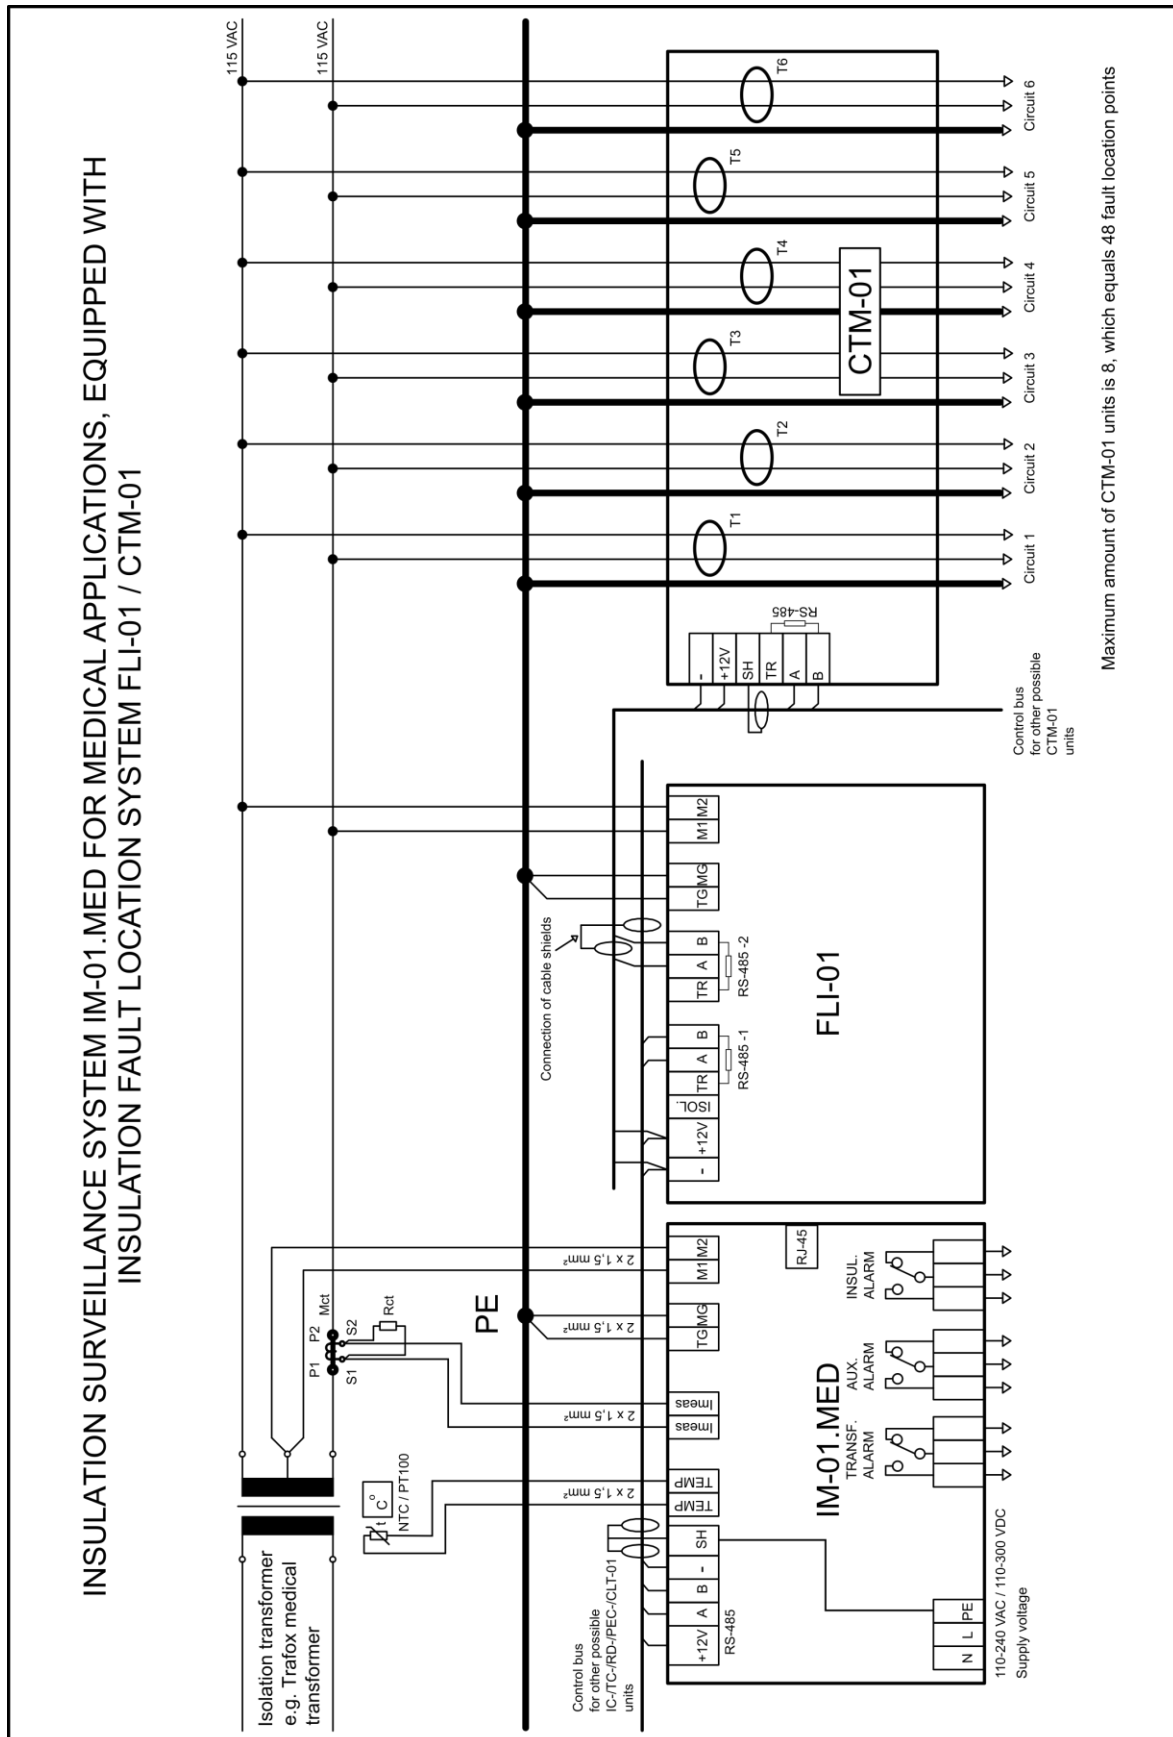 INSULATION SURVEILLANCE SYSTEM IM-01.MED FOR MEDICAL APPLICATIONS, EQUIPPED WITH
INSULATION FAULT LOCATION SYSTEM FLI-01 / CTM-01
115 VAC
115 VAC
Isolation transformer
e.g. Trafox medical
transformer
t
C°
NTC / PT100
P1
P2
Mct
S1
S2
Rct
PE
Control bus
for other possible
IC-/TC-/RD-/PEC-/CLT-01
units
2 x 1,5 mm²
2 x 1,5 mm²
2 x 1,5 mm²
2 x 1,5 mm²
+12V
A
B
-
SH
RS-485
TEMP
TEMP
Imeas
Imeas
TG
MG
M1
M2
RJ-45
IM-01.MED
TRANSF.
ALARM
AUX.
ALARM
INSUL.
ALARM
N
L
PE
110-240 VAC / 110-300 VDC
Supply voltage
Connection of cable shields
-
+12V
ISOL.
TR
A
B
RS-485 -1
TR
A
B
RS-485 -2
TG
MG
M1
M2
FLI-01
-
+12V
SH
TR
A
B
RS-485
Control bus
for other possible
CTM-01
units
T1
T2
T3
T4
T5
T6
CTM-01
Circuit 1
Circuit 2
Circuit 3
Circuit 4
Circuit 5
Circuit 6
Maximum amount of CTM-01 units is 8, which equals 48 fault location points